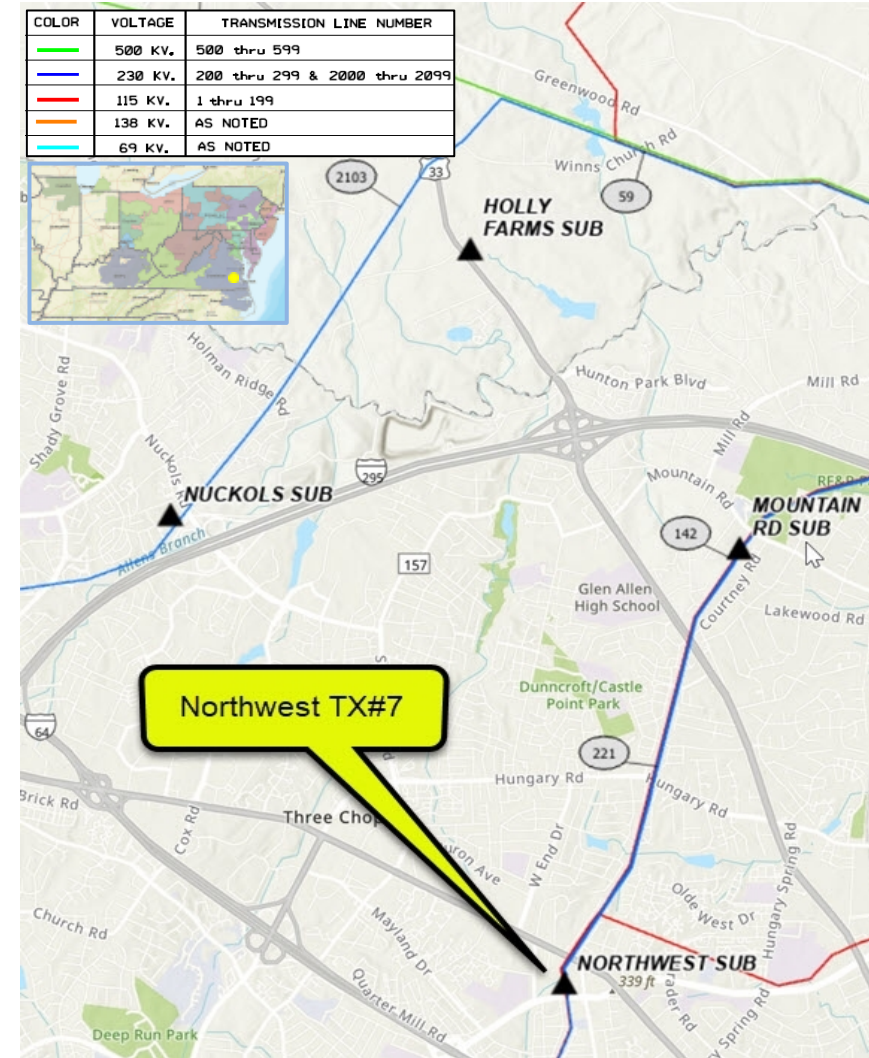 COLOR VOLTAGE TRANSMISSION LINE NUMBER
500 KV. 500 thru 599
230 KV. 200 thru 299 & 2000 thru 2099
115 KV. 1 thru 199
138 KV. AS NOTED
69 KV. AS NOTED
Greenwood Rd
Winns Church Rd
2103
33
59
HOLLY
FARMS SUB
Holman Ridge Rd
Hunton Park Blvd
Mill Rd
Shady Grove Rd
Nuckols Rd
Mill Rd
295
Mountain Rd
NUCKOLS SUB
MOUNTAIN
RD SUB
142
Allens Branch
157
Courtney Rd
Glen Allen
High School
Lakewood Rd
Northwest TX#7
Dunncroft/Castle
Point Park
64
221
Hungary Rd
Hungary Rd
Brick Rd
Three
Cox Rd
W End Dr
Ave
Hungary Spring Rd
Olde West Dr
Church Rd
Mayland Dr
NORTHWEST SUB
339 ft
Quarter Mill Rd
Deep Run Park
Spring Rd